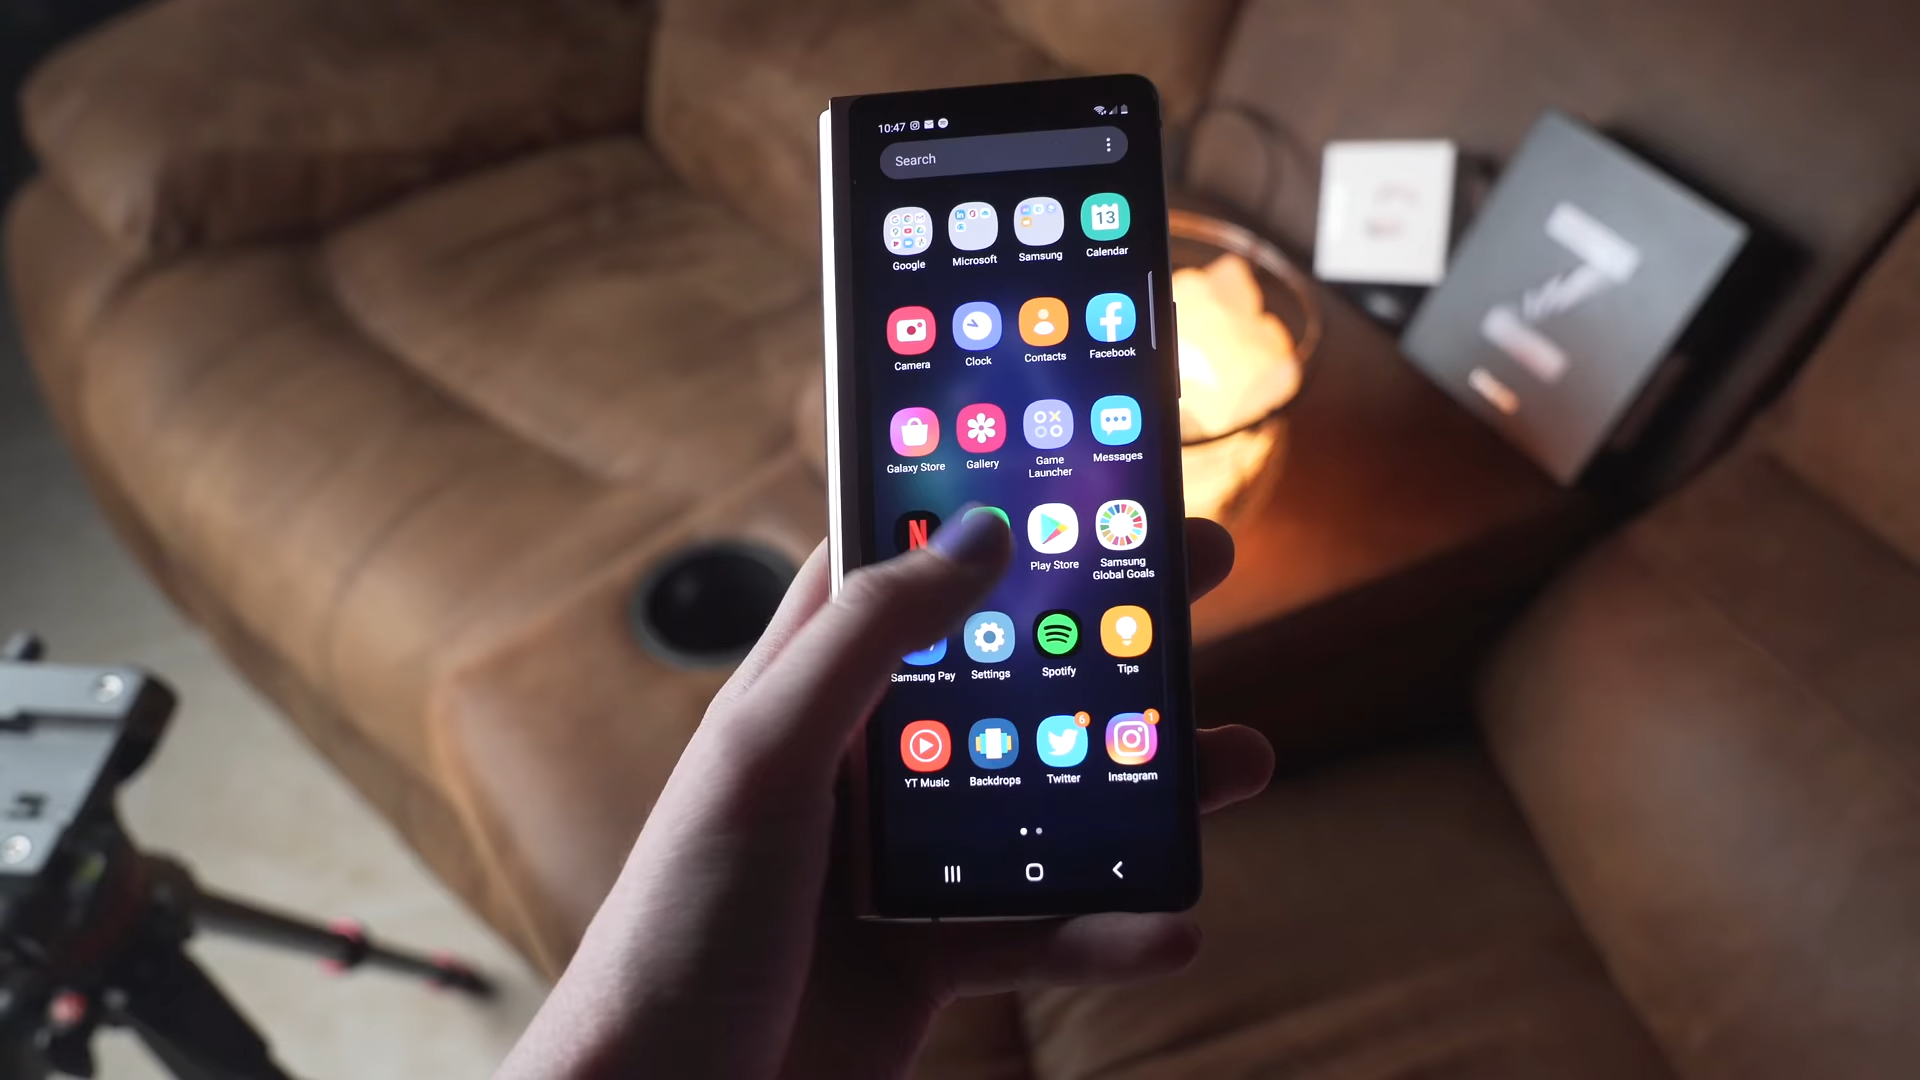 10:47
Search
Google
Microsoft
Samsung
13
Calendar
Camera
Clock
Contacts
Facebook
Galaxy Store
Gallery
Game
Launcher
Messages
N
Play Store
Samsung
Global Goals
Samsung Pay
Settings
Spotify
Tips
6
1
YT Music
Backdrops
Twitter
Instagram
Z